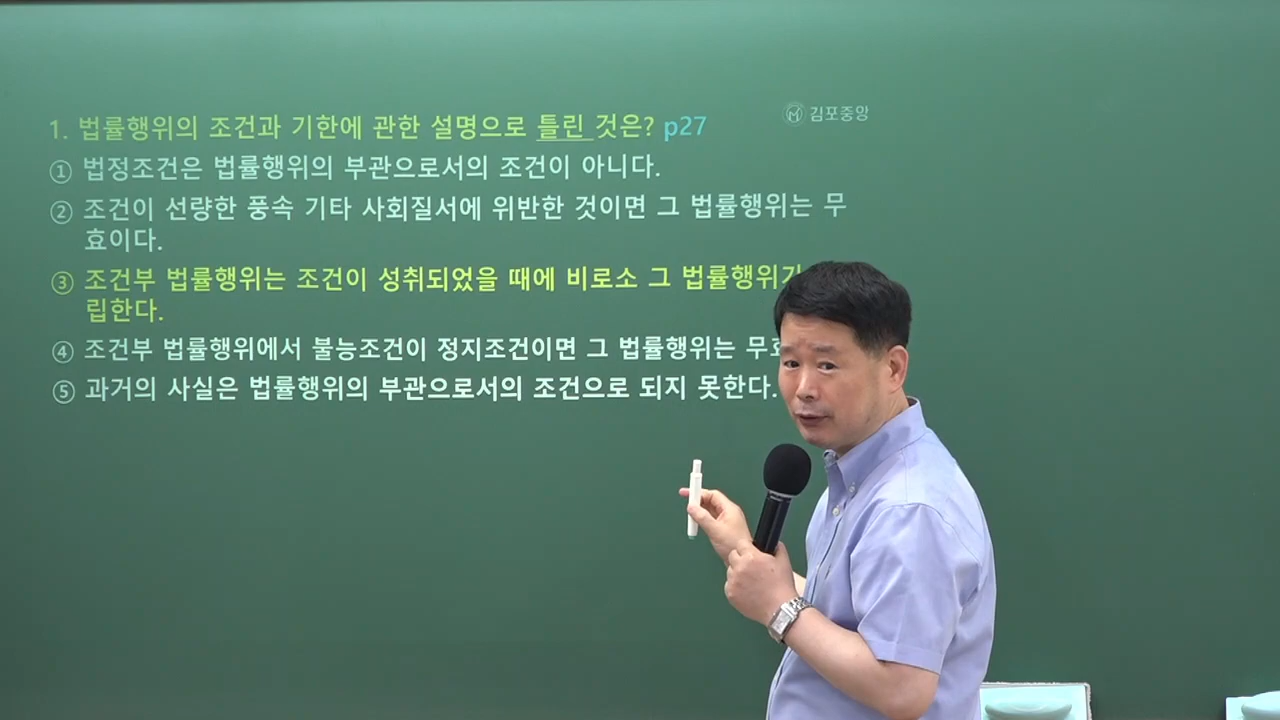 김포중앙
1. 법률행위의 조건과 기한에 관한 설명으로 틀린 것은? p27
① 법정조건은 법률행위의 부관으로서의 조건이 아니다.
② 조건이 선량한 풍속 기타 사회질서에 위반한 것이면 그 법률행위는 무
효이다.
③ 조건부 법률행위는 조건이 성취되었을 때에 비로소 그 법률행위가
립한다.
④ 조건부 법률행위에서 불능조건이 정지조건이면 그 법률행위는
⑤ 과거의 사실은 법률행위의 부관으로서의 조건으로 되지 못한다.